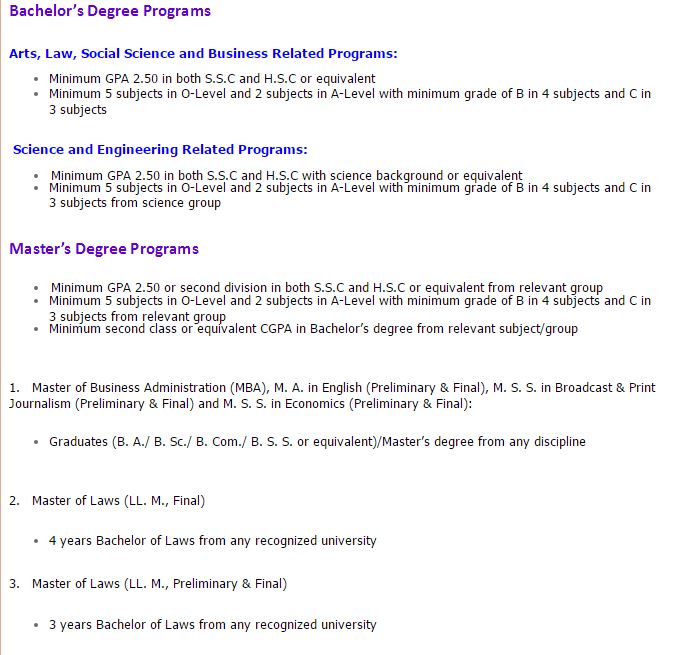 Bachelor’s Degree Programs
Arts, Law, Social Science and Business Related Programs:
• Minimum GPA 2.50 in both S.S.C and H.S.C or equivalent
• Minimum 5 subjects in O-Level and 2 subjects in A-Level with minimum grade of B in 4 subjects and C in
3 subjects
Science and Engineering Related Programs:
• Minimum GPA 2.50 in both S.S.C and H.S.C with science background or equivalent
• Minimum 5 subjects in O-Level and 2 subjects in A-Level with minimum grade of B in 4 subjects and C in
3 subjects from science group
Master’s Degree Programs
• Minimum GPA 2.50 or second division in both S.S.C and H.S.C or equivalent from relevant group
• Minimum 5 subjects in O-Level and 2 subjects in A-Level with minimum grade of B in 4 subjects and C in
3 subjects from relevant group
• Minimum second class or equivalent CGPA in Bachelor’s degree from relevant subject/group
1. Master of Business Administration (MBA), M. A. in English (Preliminary & Final), M. S. S. in Broadcast & Print
Journalism (Preliminary & Final) and M. S. S. in Economics (Preliminary & Final):
• Graduates (B. A./ B. Sc./ B. Com./ B. S. S. or equivalent)/Master’s degree from any discipline
2. Master of Laws (LL. M., Final)
• 4 years Bachelor of Laws from any recognized university
3. Master of Laws (LL. M., Preliminary & Final)
• 3 years Bachelor of Laws from any recognized university